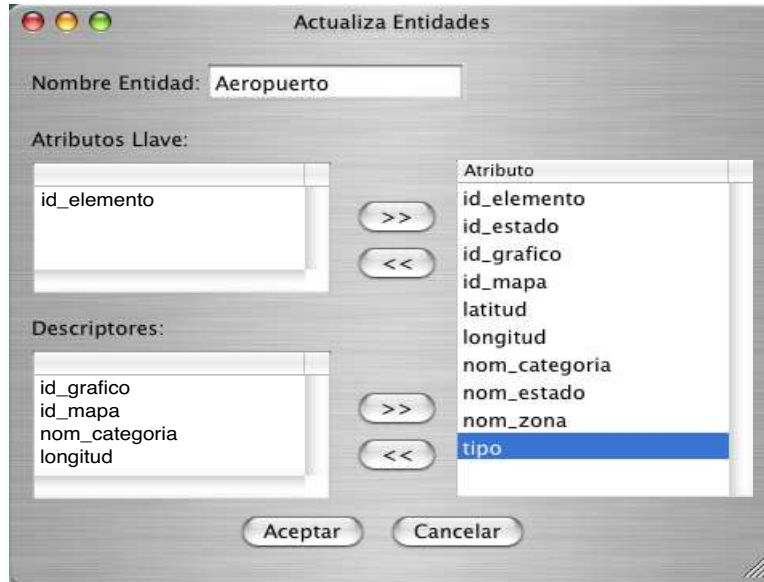 Actualiza Entidades
Nombre Entidad: Aeropuerto
Atributos Llave:
id_elemento
>>
<<
Descriptores:
id_grafico
id_mapa
nom_categoria
longitud
>>
<<
Atributo
id_elemento
id_estado
id_grafico
id_mapa
latitud
longitud
nom_categoria
nom_estado
nom_zona
tipo
Aceptar Cancelar